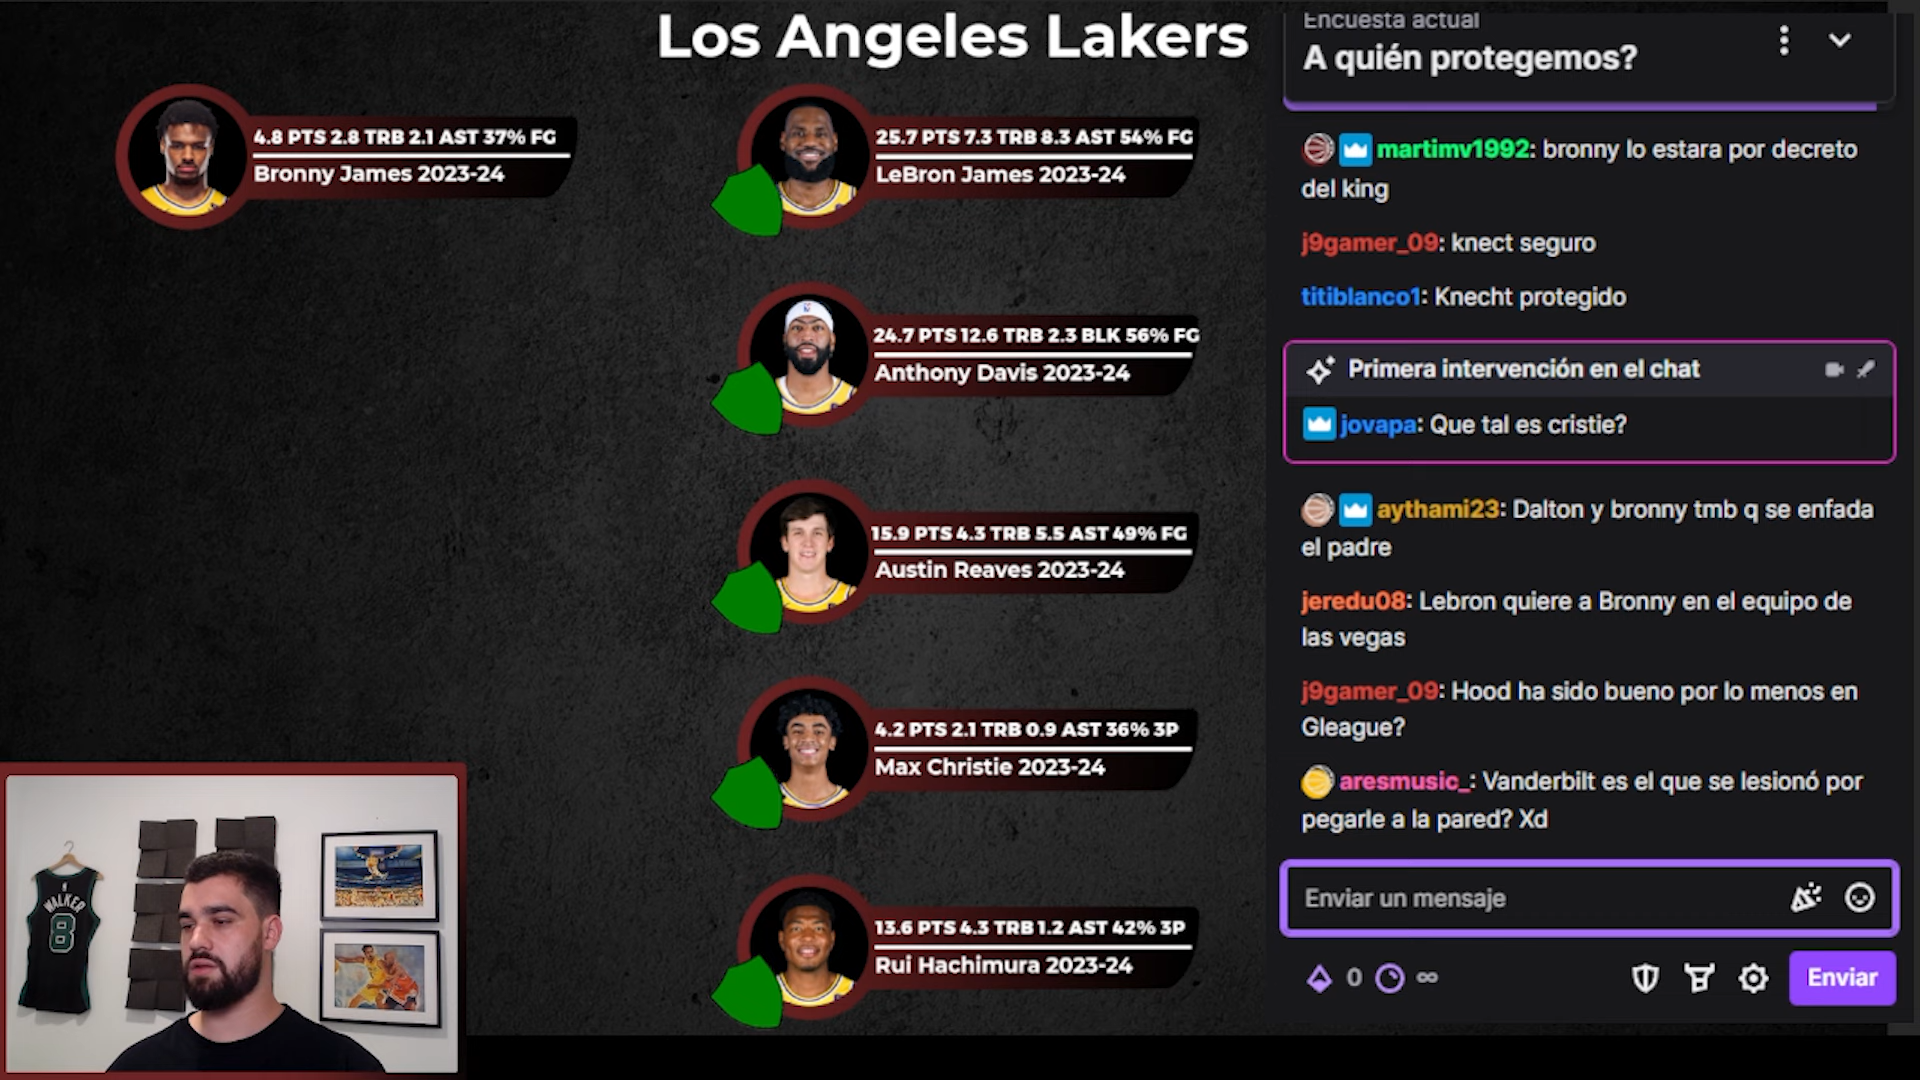 Los Angeles Lakers
4.8 PTS 2.8 TRB 2.1 AST 37% FG
Bronny James 2023-24
25.7 PTS 7.3 TRB 8.3 AST 54% FG
LeBron James 2023-24
24.7 PTS 12.6 TRB 2.3 BLK 56% FG
Anthony Davis 2023-24
15.9 PTS 4.3 TRB 5.5 AST 49% FG
Austin Reaves 2023-24
4.2 PTS 2.1 TRB 0.9 AST 36% 3P
Max Christie 2023-24
13.6 PTS 4.3 TRB 1.2 AST 42% 3P
Rui Hachimura 2023-24
WALKER
8
Encuesta actual
A quién protegemos?
martimv1992: bronny lo estara por decreto
del king
j9gamer_09: knect seguro
titiblanco1: Knecht protegido
Primera intervención en el chat
jovapa: Que tal es cristie?
aythami23: Dalton y bronny tmb q se enfada
el padre
jeredu08: Lebron quiere a Bronny en el equipo de
las vegas
j9gamer_09: Hood ha sido bueno por lo menos en
Gleague?
aresmusic_: Vanderbilt es el que se lesionó por
pegarle a la pared? Xd
Enviar un mensaje
0 ∞
Enviar